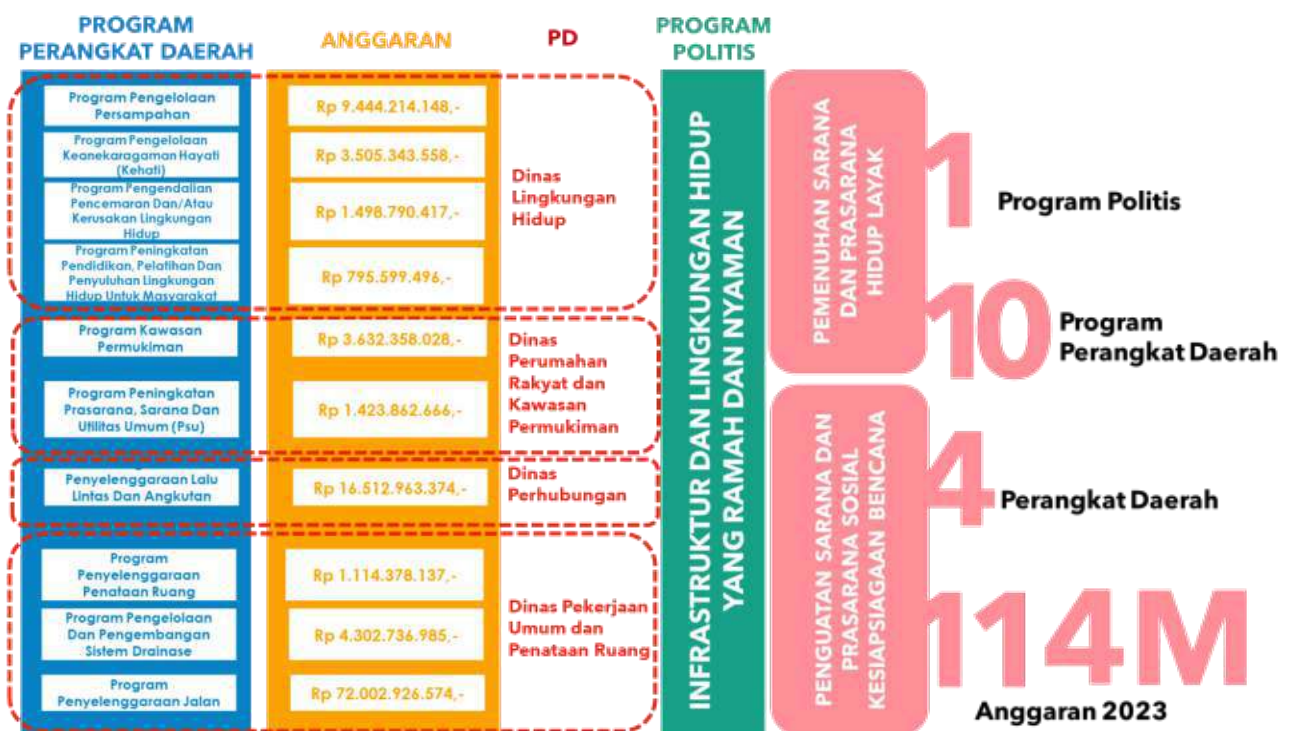 PROGRAM
PERANGKAT DAERAH
ANGGARAN
PD
PROGRAM
POLITIS
Program Pengelolaan
Persampahan
Rp 9.444.214.148,-
Program Pengelolaan
Keanekaragaman Hayati
(Kehati)
Rp 3.505.343.558,-
Program Pengendalian
Pencemaran Dan/Atau
Kerusakan Lingkungan
Hidup
Rp 1.498.790.417,-
Program Peningkatan
Pendidikan, Pelatihan Dan
Penyuluhan Lingkungan
Hidup Untuk Masyarakat
Rp 795.599.496,-
Dinas
Lingkungan
Hidup
Program Kawasan
Permukiman
Rp 3.632.358.028,-
Program Peningkatan
Prasarana, Sarana Dan
Utilitas Umum (Psu)
Rp 1.423.862.666,-
Dinas
Perumahan
Rakyat dan
Kawasan
Permukiman
Penyelenggaraan Lalu
Lintas Dan Angkutan
Rp 16.512.963.374,-
Dinas
Perhubungan
Program
Penyelenggaraan
Penataan Ruang
Rp 1.114.378.137,-
Program Pengelolaan
Dan Pengembangan
Sistem Drainase
Rp 4.302.736.985,-
Program
Penyelenggaraan Jalan
Rp 72.002.926.574,-
Dinas Pekerjaan
Umum dan
Penataan Ruang
INFRASTRUKTUR DAN LINGKUNGAN HIDUP
YANG RAMAH DAN NYAMAN
PEMENUHAN SARANA
DAN PRASARANA
HIDUP LAYAK
PENGUATAN SARANA DAN
PRASARANA SOSIAL
KESIAPSIAGAAN BENCANA
1
Program Politis
10
Program
Perangkat Daerah
4
Perangkat Daerah
114M
Anggaran 2023